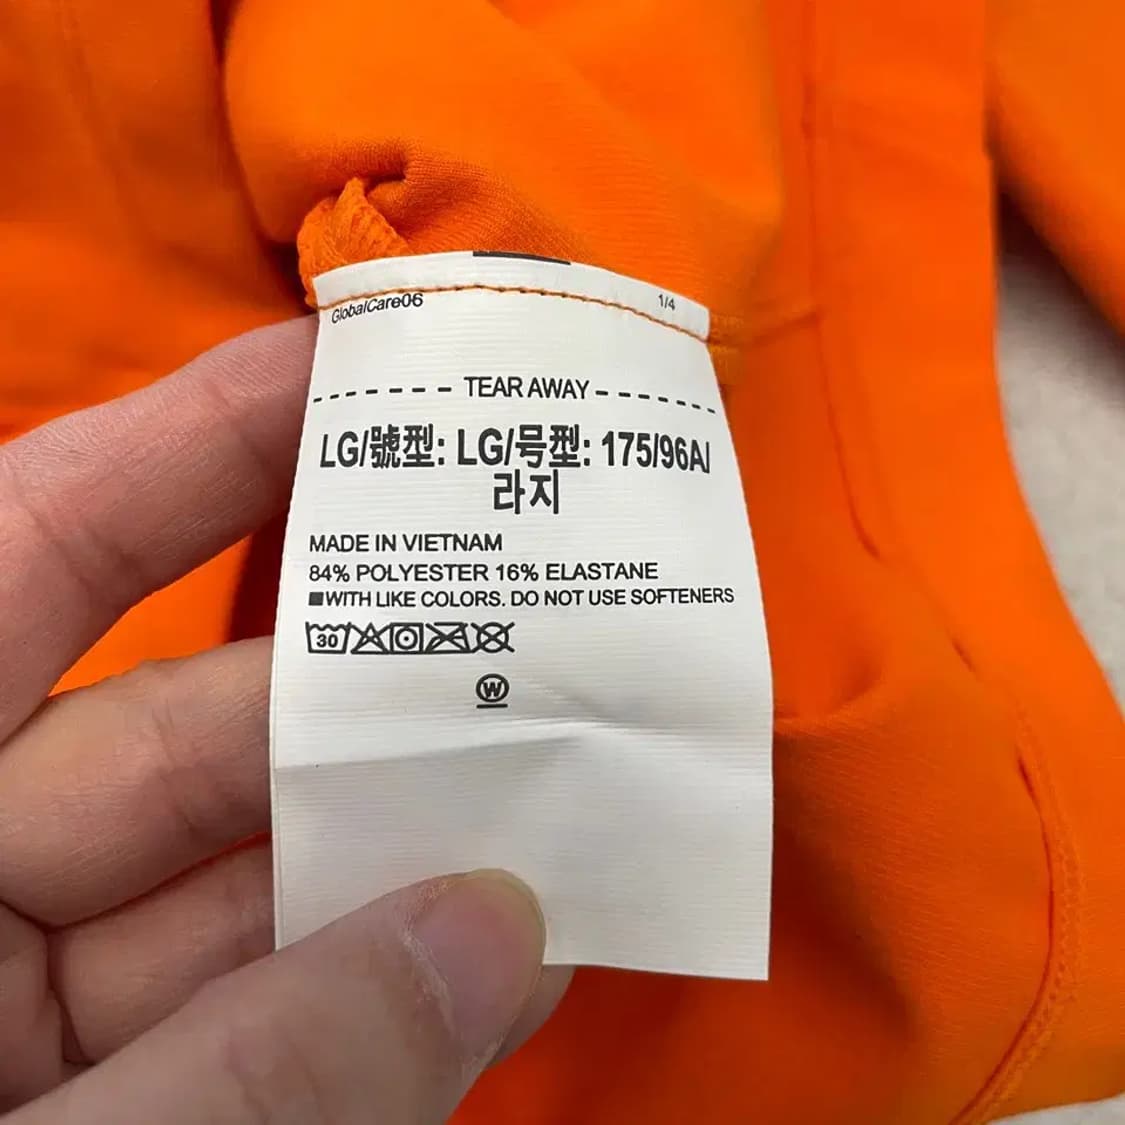 GlobalCare06 1/4
- - - - - - TEAR AWAY - - - - - - -
LG/號型: LG/号型: 175/96A/
라지
MADE IN VIETNAM
84% POLYESTER 16% ELASTANE
■WITH LIKE COLORS. DO NOT USE SOFTENERS
30
W